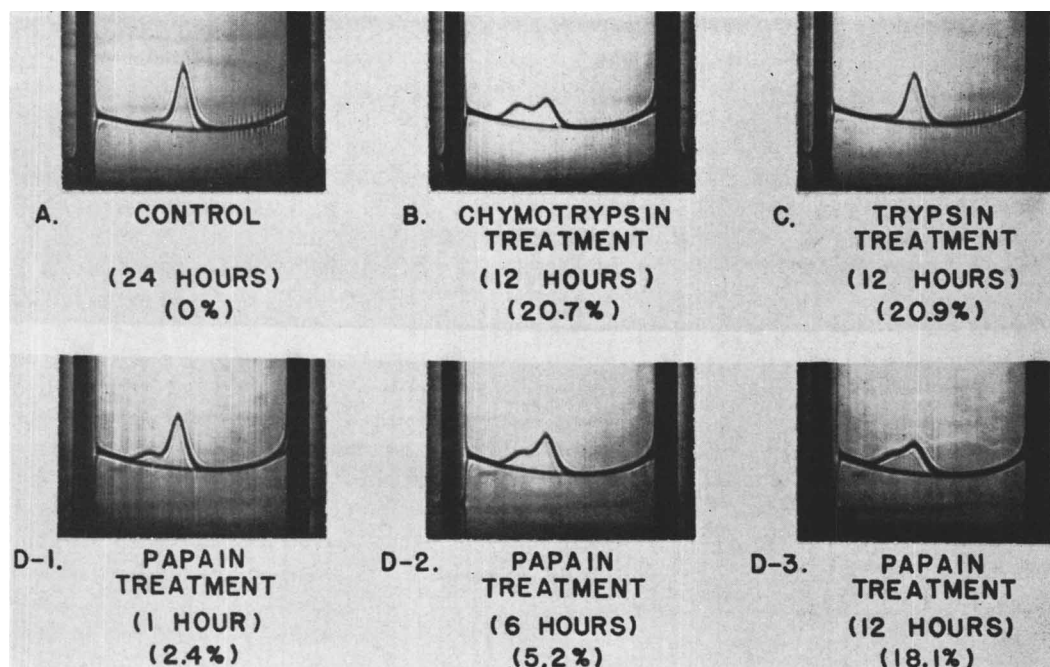 A. CONTROL
(24 HOURS)
(0 %)
B. CHYMOTRYPSIN
TREATMENT
(12 HOURS)
(20.7%)
C. TRYPSIN
TREATMENT
(12 HOURS)
(20.9%)
D-1. PAPAIN
TREATMENT
(1 HOUR)
(2.4%)
D-2. PAPAIN
TREATMENT
(6 HOURS)
(5.2%)
D-3. PAPAIN
TREATMENT
(12 HOURS)
(18.1%)